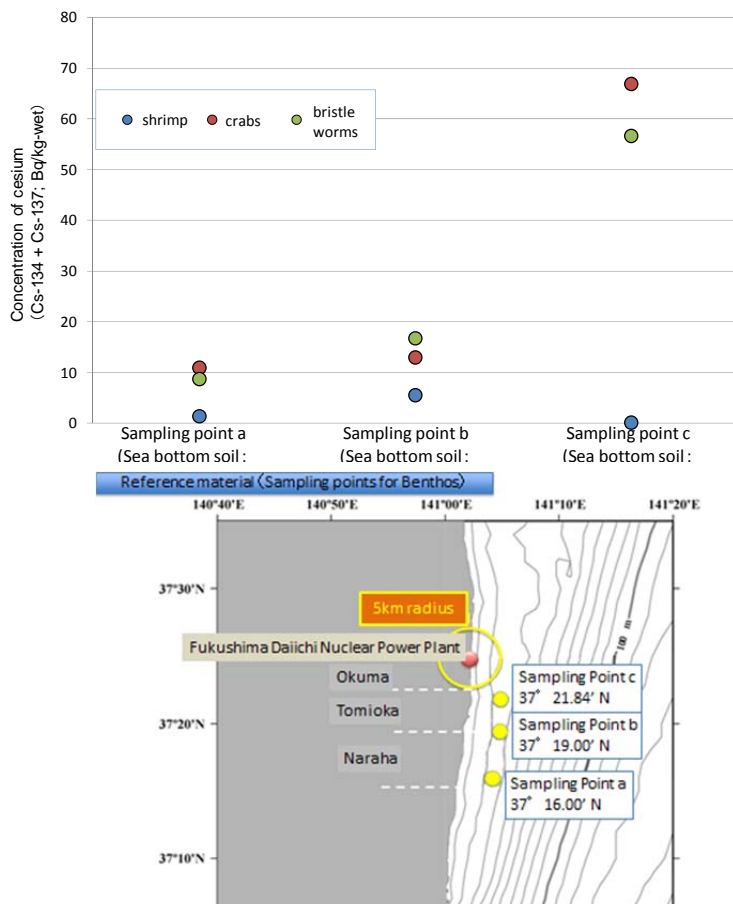 80
70
60
50
40
30
20
10
0
Concentration of cesium
(Cs-134 + Cs-137; Bq/kg-wet)
shrimp
crabs
bristle
worms
Sampling point a
(Sea bottom soil:
Sampling point b
(Sea bottom soil:
Sampling point c
(Sea bottom soil:
Reference material (Sampling points for Benthos)
140°40'E 140°50'E 141°00'E 141°10'E 141°20'E
37°30'N
37°20'N
37°10'N
5km radius
Fukushima Daiichi Nuclear Power Plant
Okuma
Tomioka
Naraha
Sampling Point c
37° 21.84' N
Sampling Point b
37° 19.00' N
Sampling Point a
37° 16.00' N
100 m